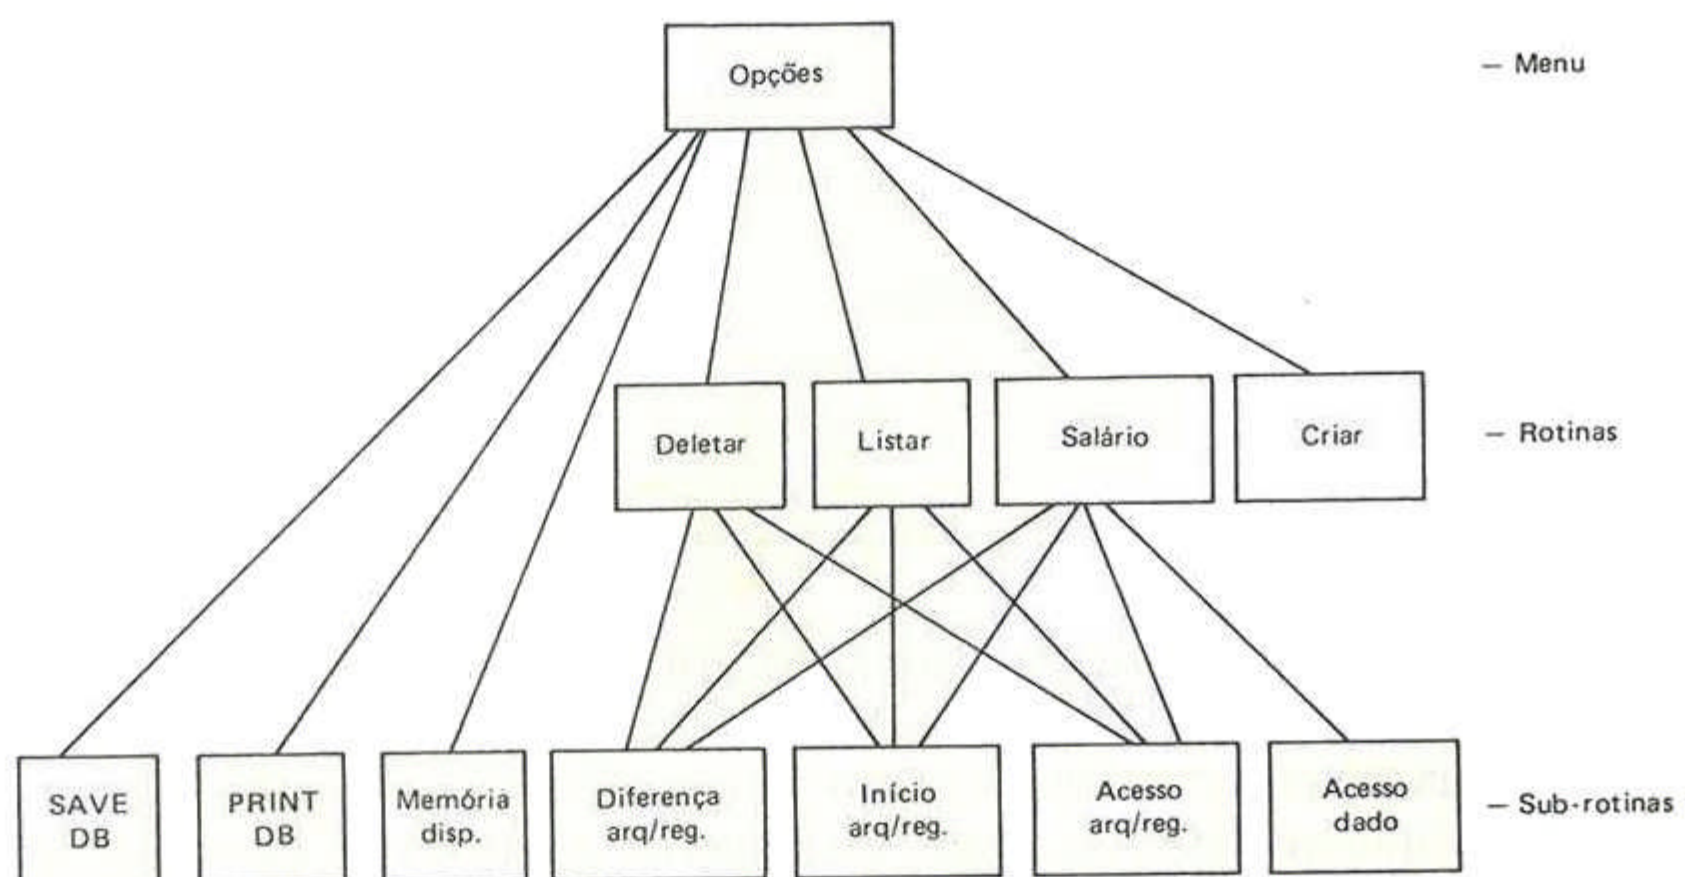 Opções
— Menu
Deletar
Listar
Salário
Criar
— Rotinas
SAVE
DB
PRINT
DB
Memória
disp.
Diferença
arq/reg.
Início
arq/reg.
Acesso
arq/reg.
Acesso
dado
— Sub-rotinas